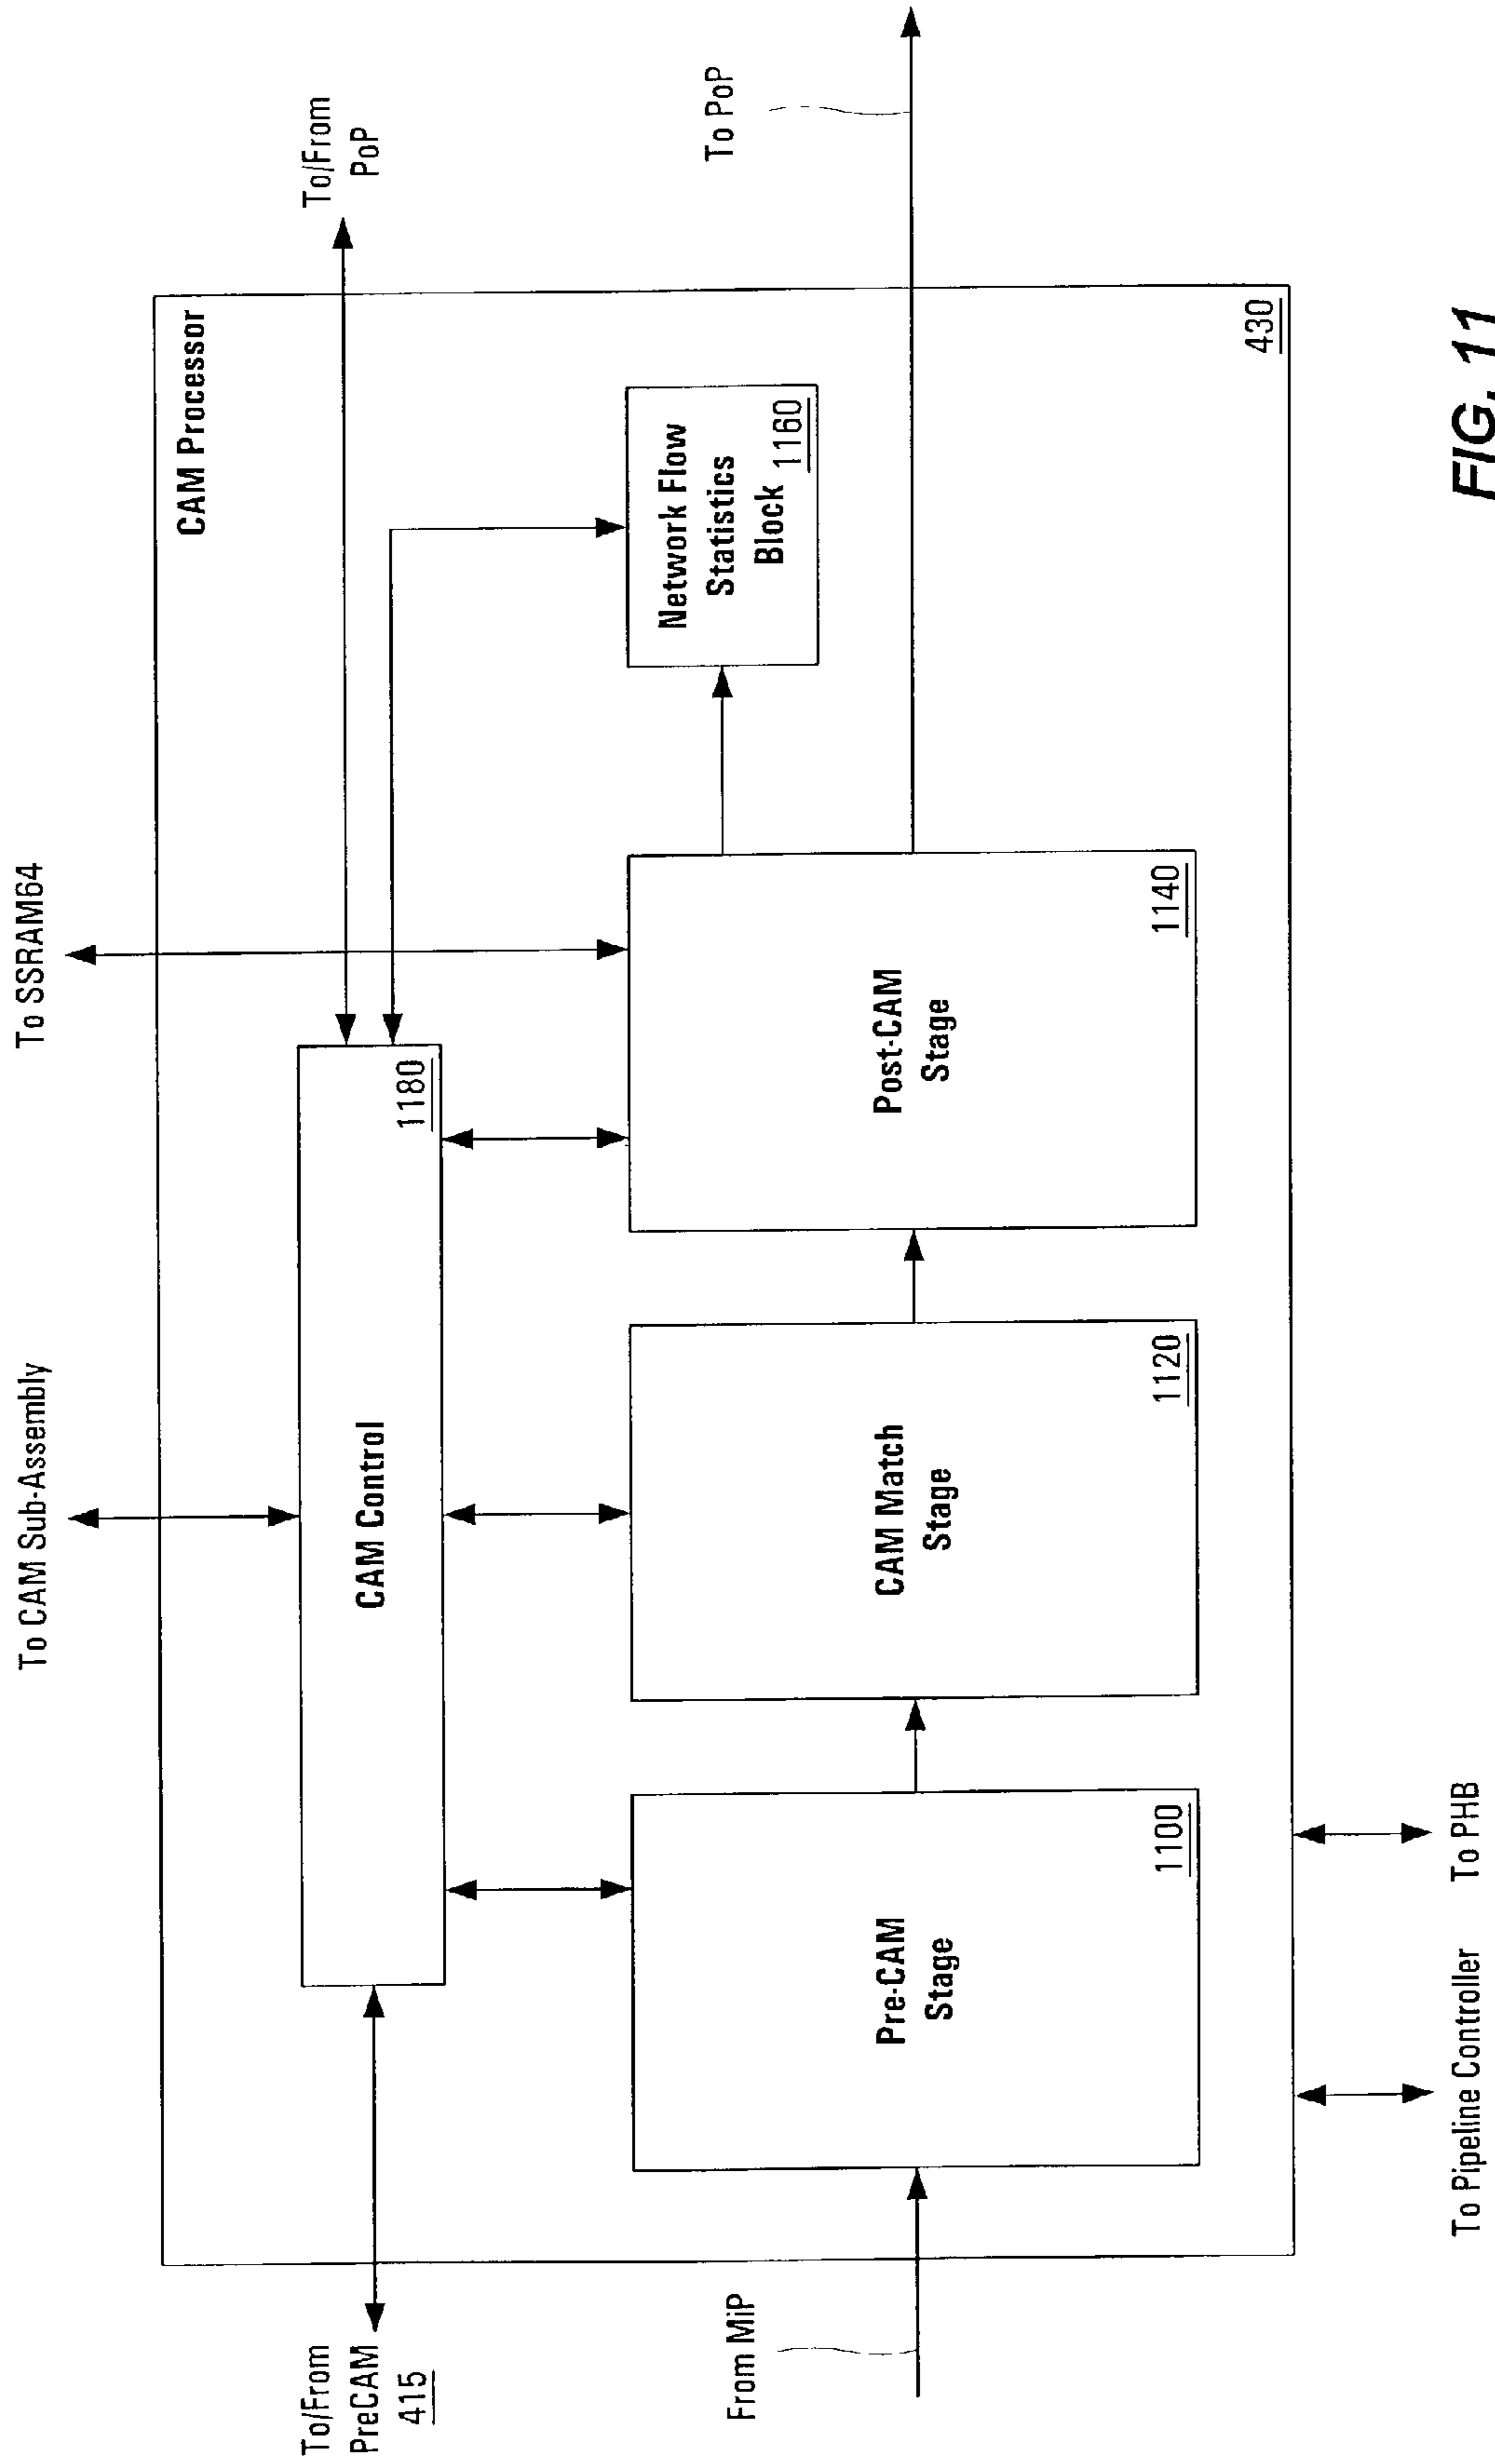 To CAM Sub-Assembly
To SSRAM64
CAM Processor
To/From
PoP
To/From
PreCAM
415
CAM Control
1180
Network Flow
Statistics
Block 1160
From MiP
Pre-CAM
Stage
1100
CAM Match
Stage
1120
Post-CAM
Stage
1140
To PoP
430
To Pipeline Controller
To PHB
FIG. 11